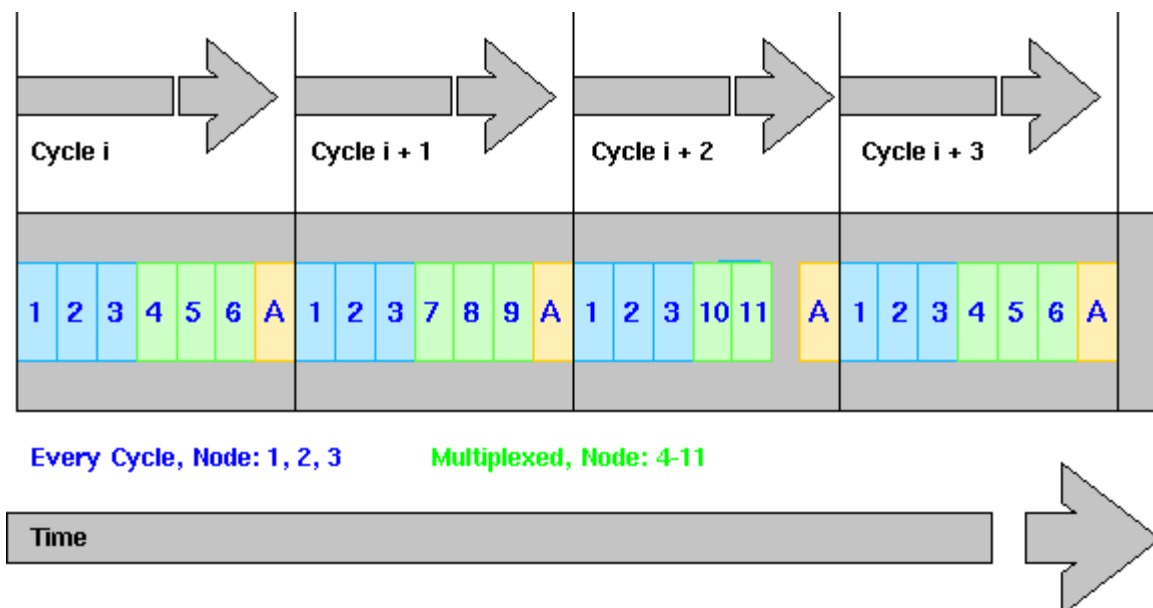 Cycle i Cycle i + 1 Cycle i + 2 Cycle i + 3
1 2 3 4 5 6 A 1 2 3 7 8 9 A 1 2 3 10 11 A 1 2 3 4 5 6 A
Every Cycle, Node: 1, 2, 3 Multiplexed, Node: 4-11
Time